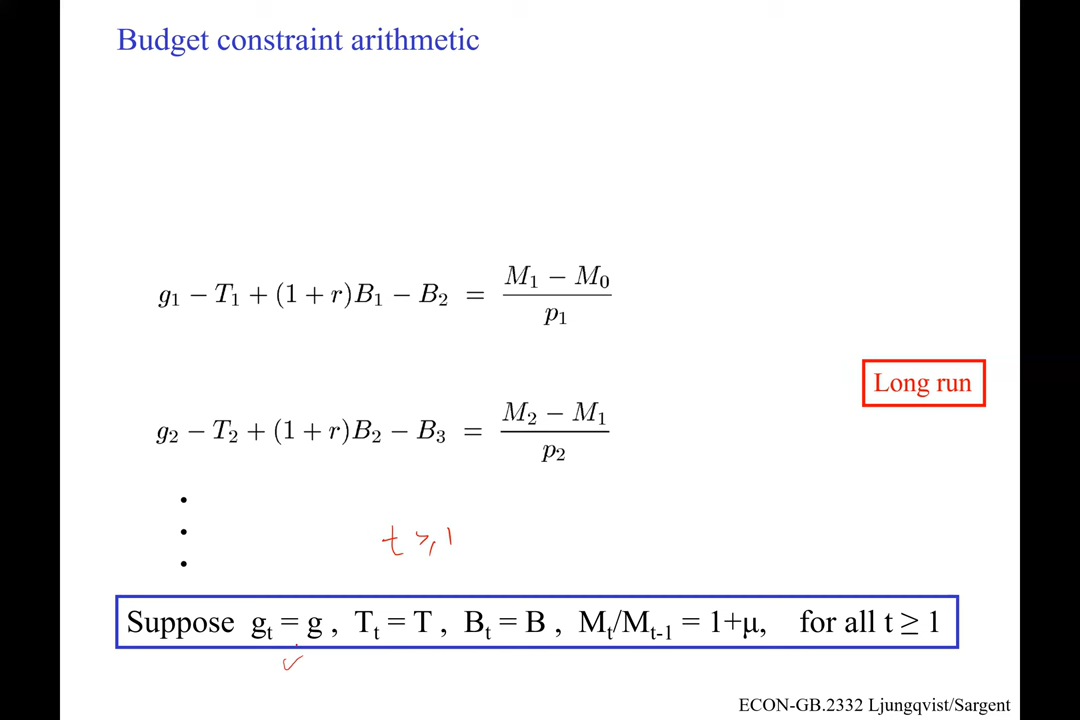 Budget constraint arithmetic
g₁ − T₁ + (1 + r)B₁ − B₂ = (M₁ − M₀)/p₁
Long run
g₂ − T₂ + (1 + r)B₂ − B₃ = (M₂ − M₁)/p₂
t ≥ 1
Suppose gₜ = g , Tₜ = T , Bₜ = B , Mₜ/Mₜ₋₁ = 1+μ, for all t ≥ 1
ECON-GB.2332 Ljungqvist/Sargent